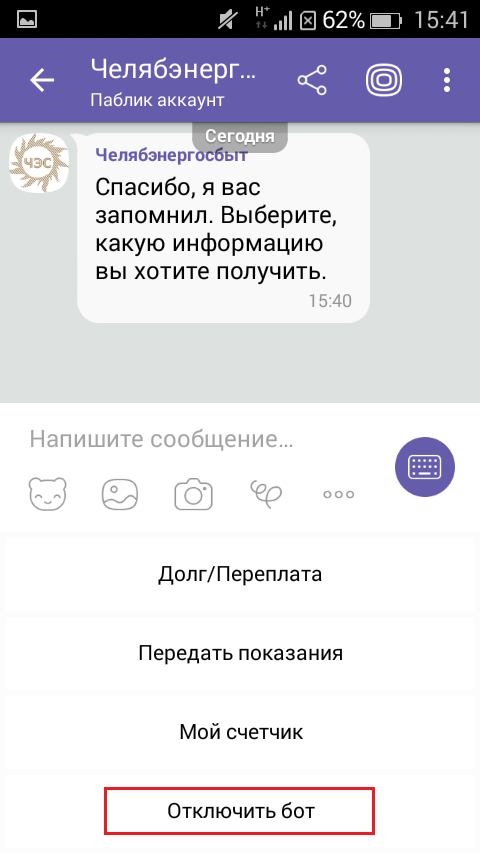 H+ 62% 15:41
Челябэнерг...
Паблик аккаунт
Сегодня
ЧЭС
Челябэнергосбыт
Спасибо, я вас
запомнил. Выберите,
какую информацию
вы хотите получить.
15:40
Напишите сообщение...
Долг/Переплата
Передать показания
Мой счетчик
Отключить бот